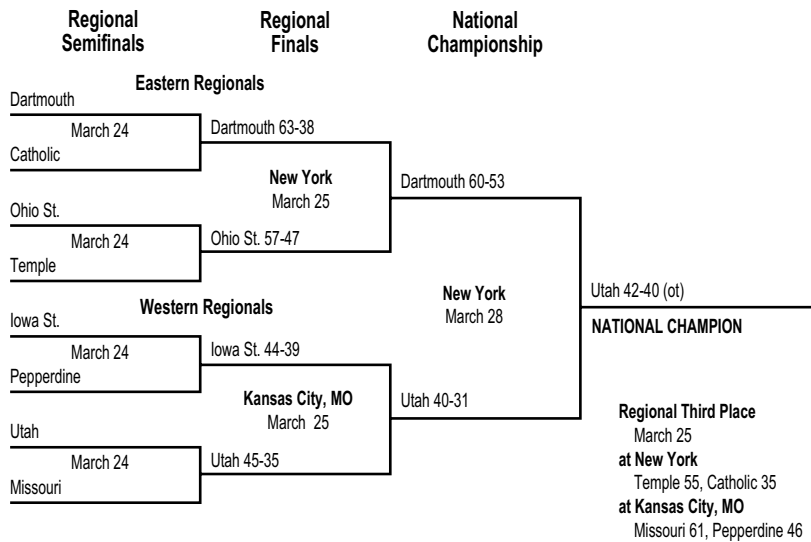 Regional
Semifinals
Regional
Finals
National
Championship
Eastern Regionals
Dartmouth
March 24
Catholic
Dartmouth 63-38
New York
March 25
Ohio St.
March 24
Temple
Ohio St. 57-47
Dartmouth 60-53
Western Regionals
Iowa St.
March 24
Pepperdine
Iowa St. 44-39
Kansas City, MO
March 25
Utah
March 24
Missouri
Utah 45-35
Utah 40-31
New York
March 28
Utah 42-40 (ot)
NATIONAL CHAMPION
Regional Third Place
March 25
at New York
Temple 55, Catholic 35
at Kansas City, MO
Missouri 61, Pepperdine 46